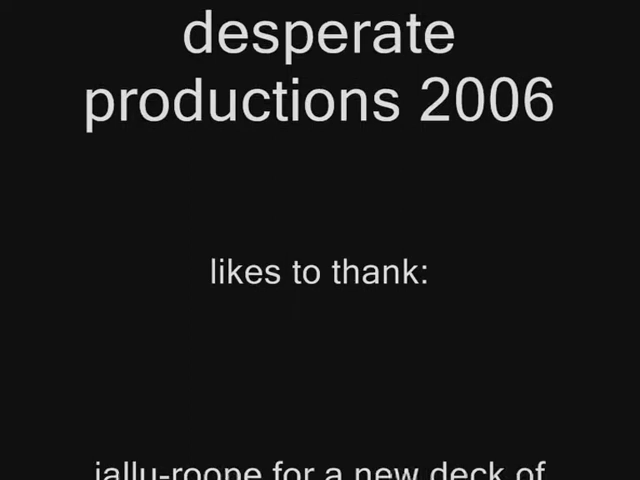 desperate
productions 2006
likes to thank:
jallu-roope for a new deck of